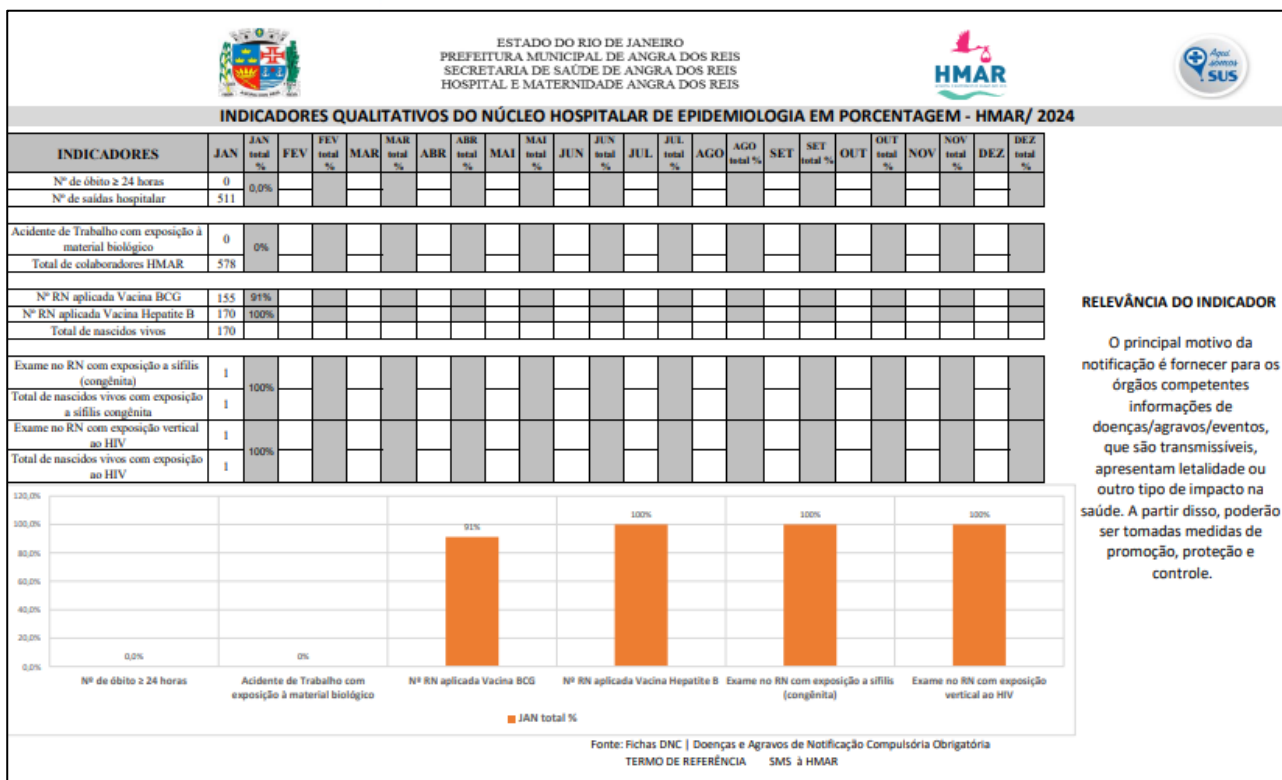 ESTADO DO RIO DE JANEIRO
PREFEITURA MUNICIPAL DE ANGRA DOS REIS
SECRETARIA DE SAÚDE DE ANGRA DOS REIS
HOSPITAL E MATERNIDADE ANGRA DOS REIS
HMAR
Aqui somos SUS
INDICADORES QUALITATIVOS DO NÚCLEO HOSPITALAR DE EPIDEMIOLOGIA EM PORCENTAGEM - HMAR/ 2024
INDICADORES JAN JAN total % FEV FEV total % MAR MAR total % ABR ABR total % MAI MAI total % JUN JUN total % JUL JUL total % AGO AGO total % SET SET total % OUT OUT total % NOV NOV total % DEZ DEZ total %
Nº de óbito ≥ 24 horas 0 0,0%
Nº de saídas hospitalar 511
Acidente de Trabalho com exposição à material biológico 0 0%
Total de colaboradores HMAR 578
Nº RN aplicada Vacina BCG 155 91%
Nº RN aplicada Vacina Hepatite B 170 100%
Total de nascidos vivos 170
Exame no RN com exposição a sífilis (congênita) 1 100%
Total de nascidos vivos com exposição a sífilis congênita 1
Exame no RN com exposição vertical ao HIV 1 100%
Total de nascidos vivos com exposição ao HIV 1
RELEVÂNCIA DO INDICADOR
O principal motivo da
notificação é fornecer para os
órgãos competentes
informações de
doenças/agravos/eventos,
que são transmissíveis,
apresentam letalidade ou
outro tipo de impacto na
saúde. A partir disso, poderão
ser tomadas medidas de
promoção, proteção e
controle.
120,0%
100,0%
80,0%
60,0%
40,0%
20,0%
0,0%
0,0% 0% 91% 100% 100% 100%
Nº de óbito ≥ 24 horas
Acidente de Trabalho com exposição à material biológico
Nº RN aplicada Vacina BCG
Nº RN aplicada Vacina Hepatite B
Exame no RN com exposição a sífilis (congênita)
Exame no RN com exposição vertical ao HIV
JAN total %
Fonte: Fichas DNC | Doenças e Agravos de Notificação Compulsória Obrigatória
TERMO DE REFERÊNCIA SMS à HMAR